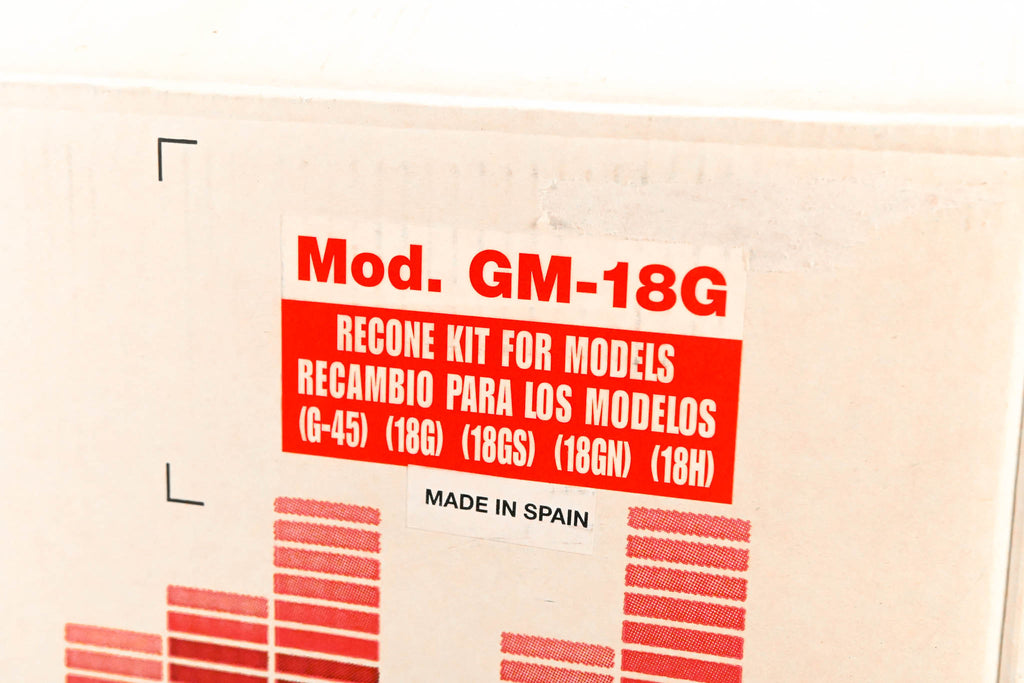 Mod. GM-18G
RECONE KIT FOR MODELS
RECAMBIO PARA LOS MODELOS
(G-45) (18G) (18GS) (18GN) (18H)
MADE IN SPAIN